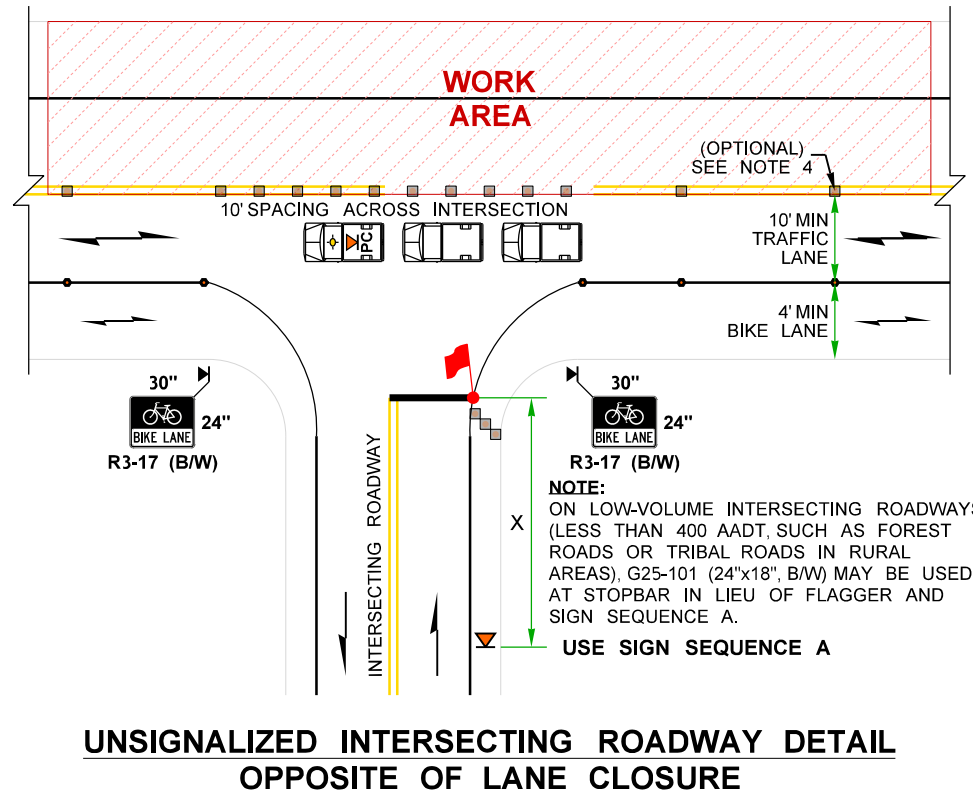 WORK
AREA
(OPTIONAL)
SEE NOTE 4
10' SPACING ACROSS INTERSECTION
PC
10' MIN
TRAFFIC
LANE
4' MIN
BIKE LANE
30"
24"
BIKE LANE
R3-17 (B/W)
30"
24"
BIKE LANE
R3-17 (B/W)
INTERSECTING ROADWAY
X
NOTE:
ON LOW-VOLUME INTERSECTING ROADWAYS
(LESS THAN 400 AADT, SUCH AS FOREST
ROADS OR TRIBAL ROADS IN RURAL
AREAS), G25-101 (24"x18", B/W) MAY BE USED
AT STOPBAR IN LIEU OF FLAGGER AND
SIGN SEQUENCE A.
USE SIGN SEQUENCE A
UNSIGNALIZED INTERSECTING ROADWAY DETAIL
OPPOSITE OF LANE CLOSURE